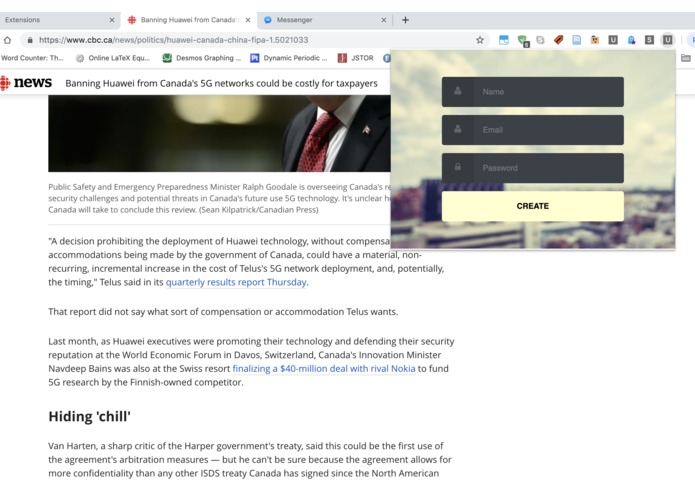 Extensions
Banning Huawei from Canada'
Messenger
https://www.cbc.ca/news/politics/huawei-canada-china-fipa-1.5021033
Word Counter: Th...
Online LaTeX Equ...
Desmos Graphing ...
Dynamic Periodic ...
JSTOR
news
Banning Huawei from Canada's 5G networks could be costly for taxpayers
Name
Email
Password
CREATE
Public Safety and Emergency Preparedness Minister Ralph Goodale is overseeing Canada's re
security challenges and potential threats in Canada's future use 5G technology. It's unclear h
Canada will take to conclude this review. (Sean Kilpatrick/Canadian Press)
"A decision prohibiting the deployment of Huawei technology, without compensa
accommodations being made by the government of Canada, could have a material, non-
recurring, incremental increase in the cost of Telus's 5G network deployment, and, potentially,
the timing," Telus said in its quarterly results report Thursday.
That report did not say what sort of compensation or accommodation Telus wants.
Last month, as Huawei executives were promoting their technology and defending their security
reputation at the World Economic Forum in Davos, Switzerland, Canada's Innovation Minister
Navdeep Bains was also at the Swiss resort finalizing a $40-million deal with rival Nokia to fund
5G research by the Finnish-owned competitor.
Hiding 'chill'
Van Harten, a sharp critic of the Harper government's treaty, said this could be the first use of
the agreement's arbitration measures — but he can't be sure because the agreement allows for
more confidentiality than any other ISDS treaty Canada has signed since the North American